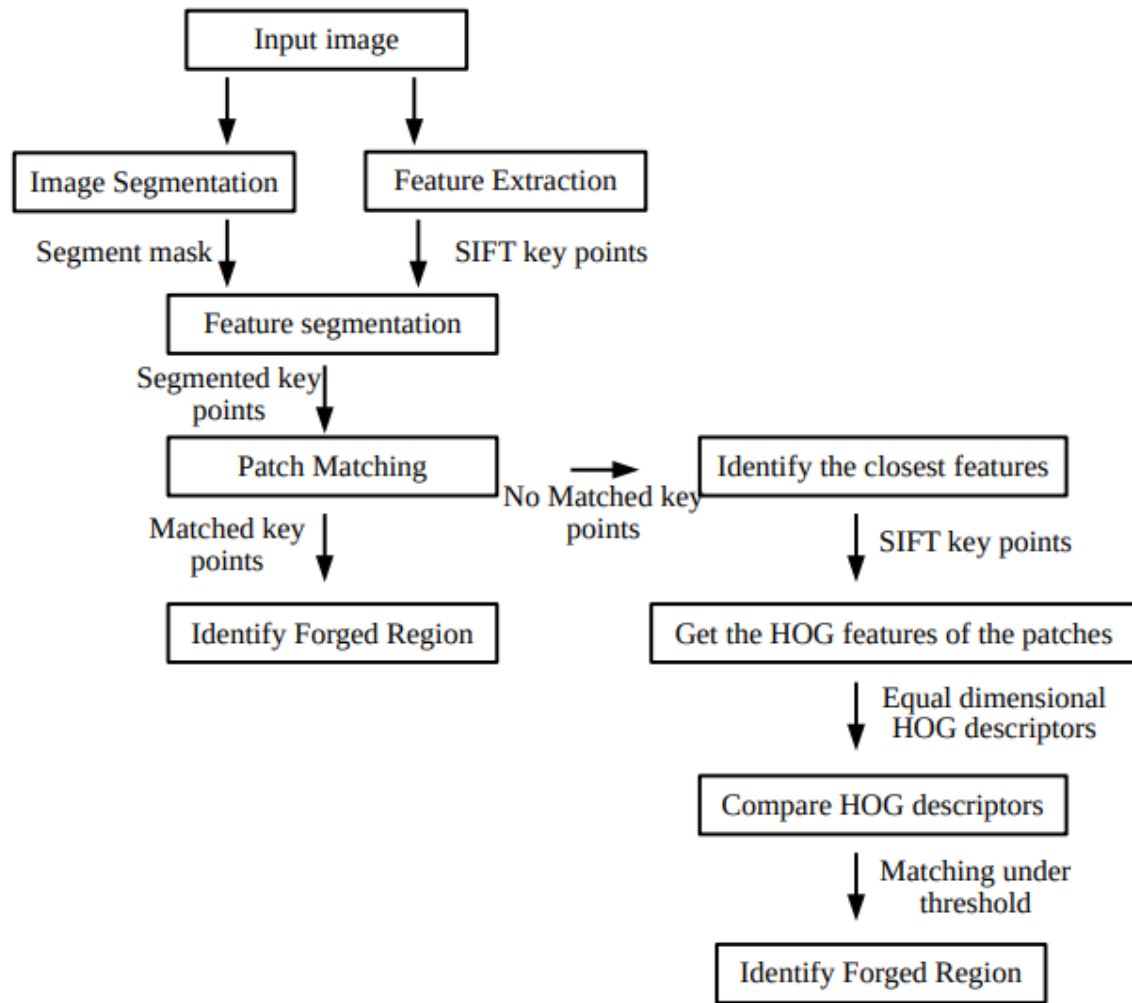 Input image
Image Segmentation
Feature Extraction
Segment mask
SIFT key points
Feature segmentation
Segmented key
points
Patch Matching
No Matched key
points
Identify the closest features
Matched key
points
SIFT key points
Identify Forged Region
Get the HOG features of the patches
Equal dimensional
HOG descriptors
Compare HOG descriptors
Matching under
threshold
Identify Forged Region